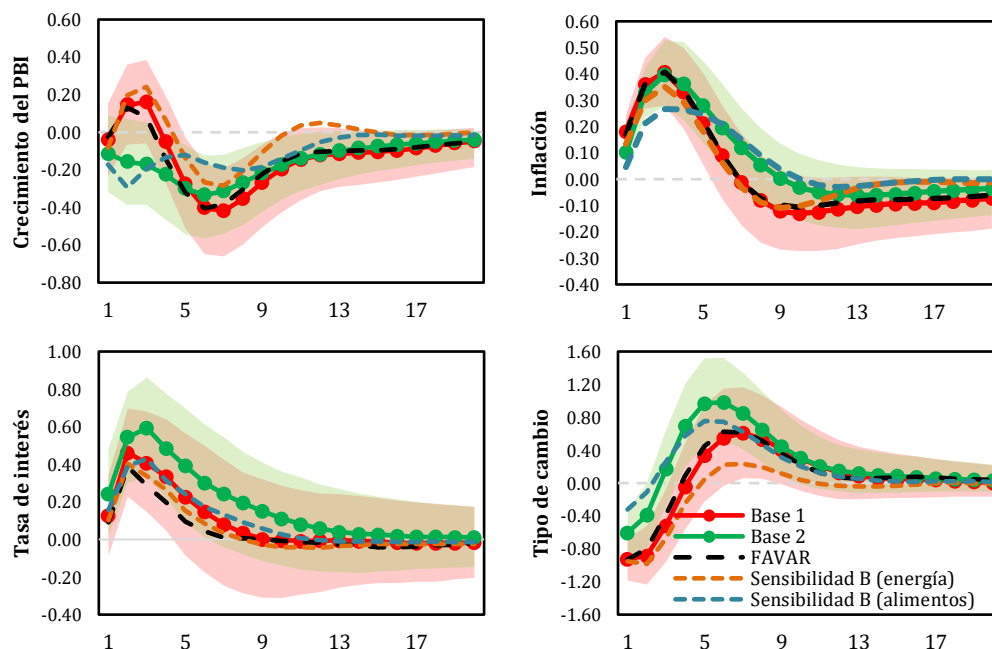 Crecimiento del PBI
0.60
0.40
0.20
0.00
-0.20
-0.40
-0.60
-0.80
1 5 9 13 17
Inflación
0.60
0.50
0.40
0.30
0.20
0.10
0.00
-0.10
-0.20
-0.30
-0.40
1 5 9 13 17
Tasa de interés
1.00
0.80
0.60
0.40
0.20
0.00
-0.20
-0.40
1 5 9 13 17
Tipo de cambio
1.60
1.20
0.80
0.40
0.00
-0.40
-0.80
-1.20
-1.60
1 5 9 13 17
Base 1
Base 2
FAVAR
Sensibilidad B (energía)
Sensibilidad B (alimentos)